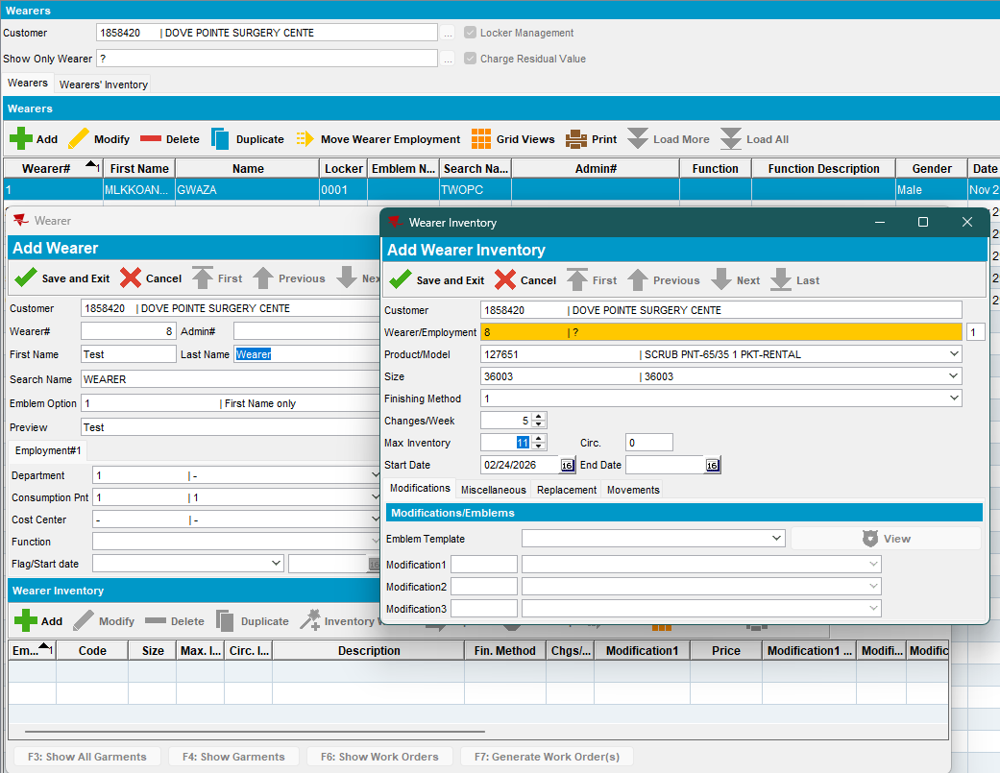 Wearers
Customer 1858420 | DOVE POINTE SURGERY CENTE ... Locker Management
Show Only Wearer ? ... Charge Residual Value
Wearers Wearers' Inventory
Wearers
Add Modify Delete Duplicate Move Wearer Employment Grid Views Print Load More Load All
Wearer# 1 First Name Name Locker Emblem N... Search Na... Admin# Function Function Description Gender Date
1 MLKKOAN... GWAZA 0001 TWOPC Male Nov 2
Wearer
Add Wearer
Save and Exit Cancel First Previous Nex
Customer 1858420 | DOVE POINTE SURGERY CENTE
Wearer# 8 Admin#
First Name Test Last Name Wearer
Search Name WEARER
Emblem Option 1 | First Name only
Preview Test
Employment#1
Department 1 | -
Consumption Pnt 1 | 1
Cost Center - | -
Function
Flag/Start date
Wearer Inventory
Add Modify Delete Duplicate Inventory
Em... 1 Code Size Max. I... Circ. I... Description Fin. Method Chgs/... Modification1 Price Modification1 ... Modifi... Modific
F3: Show All Garments F4: Show Garments F6: Show Work Orders F7: Generate Work Order(s)
Wearer Inventory
Add Wearer Inventory
Save and Exit Cancel First Previous Next Last
Customer 1858420 | DOVE POINTE SURGERY CENTE
Wearer/Employment 8 | ? 1
Product/Model 127651 | SCRUB PNT-65/35 1 PKT-RENTAL
Size 36003 | 36003
Finishing Method 1
Changes/Week 5
Max Inventory 11 Circ. 0
Start Date 02/24/2026 16 End Date 16
Modifications Miscellaneous Replacement Movements
Modifications/Emblems
Emblem Template View
Modification1
Modification2
Modification3